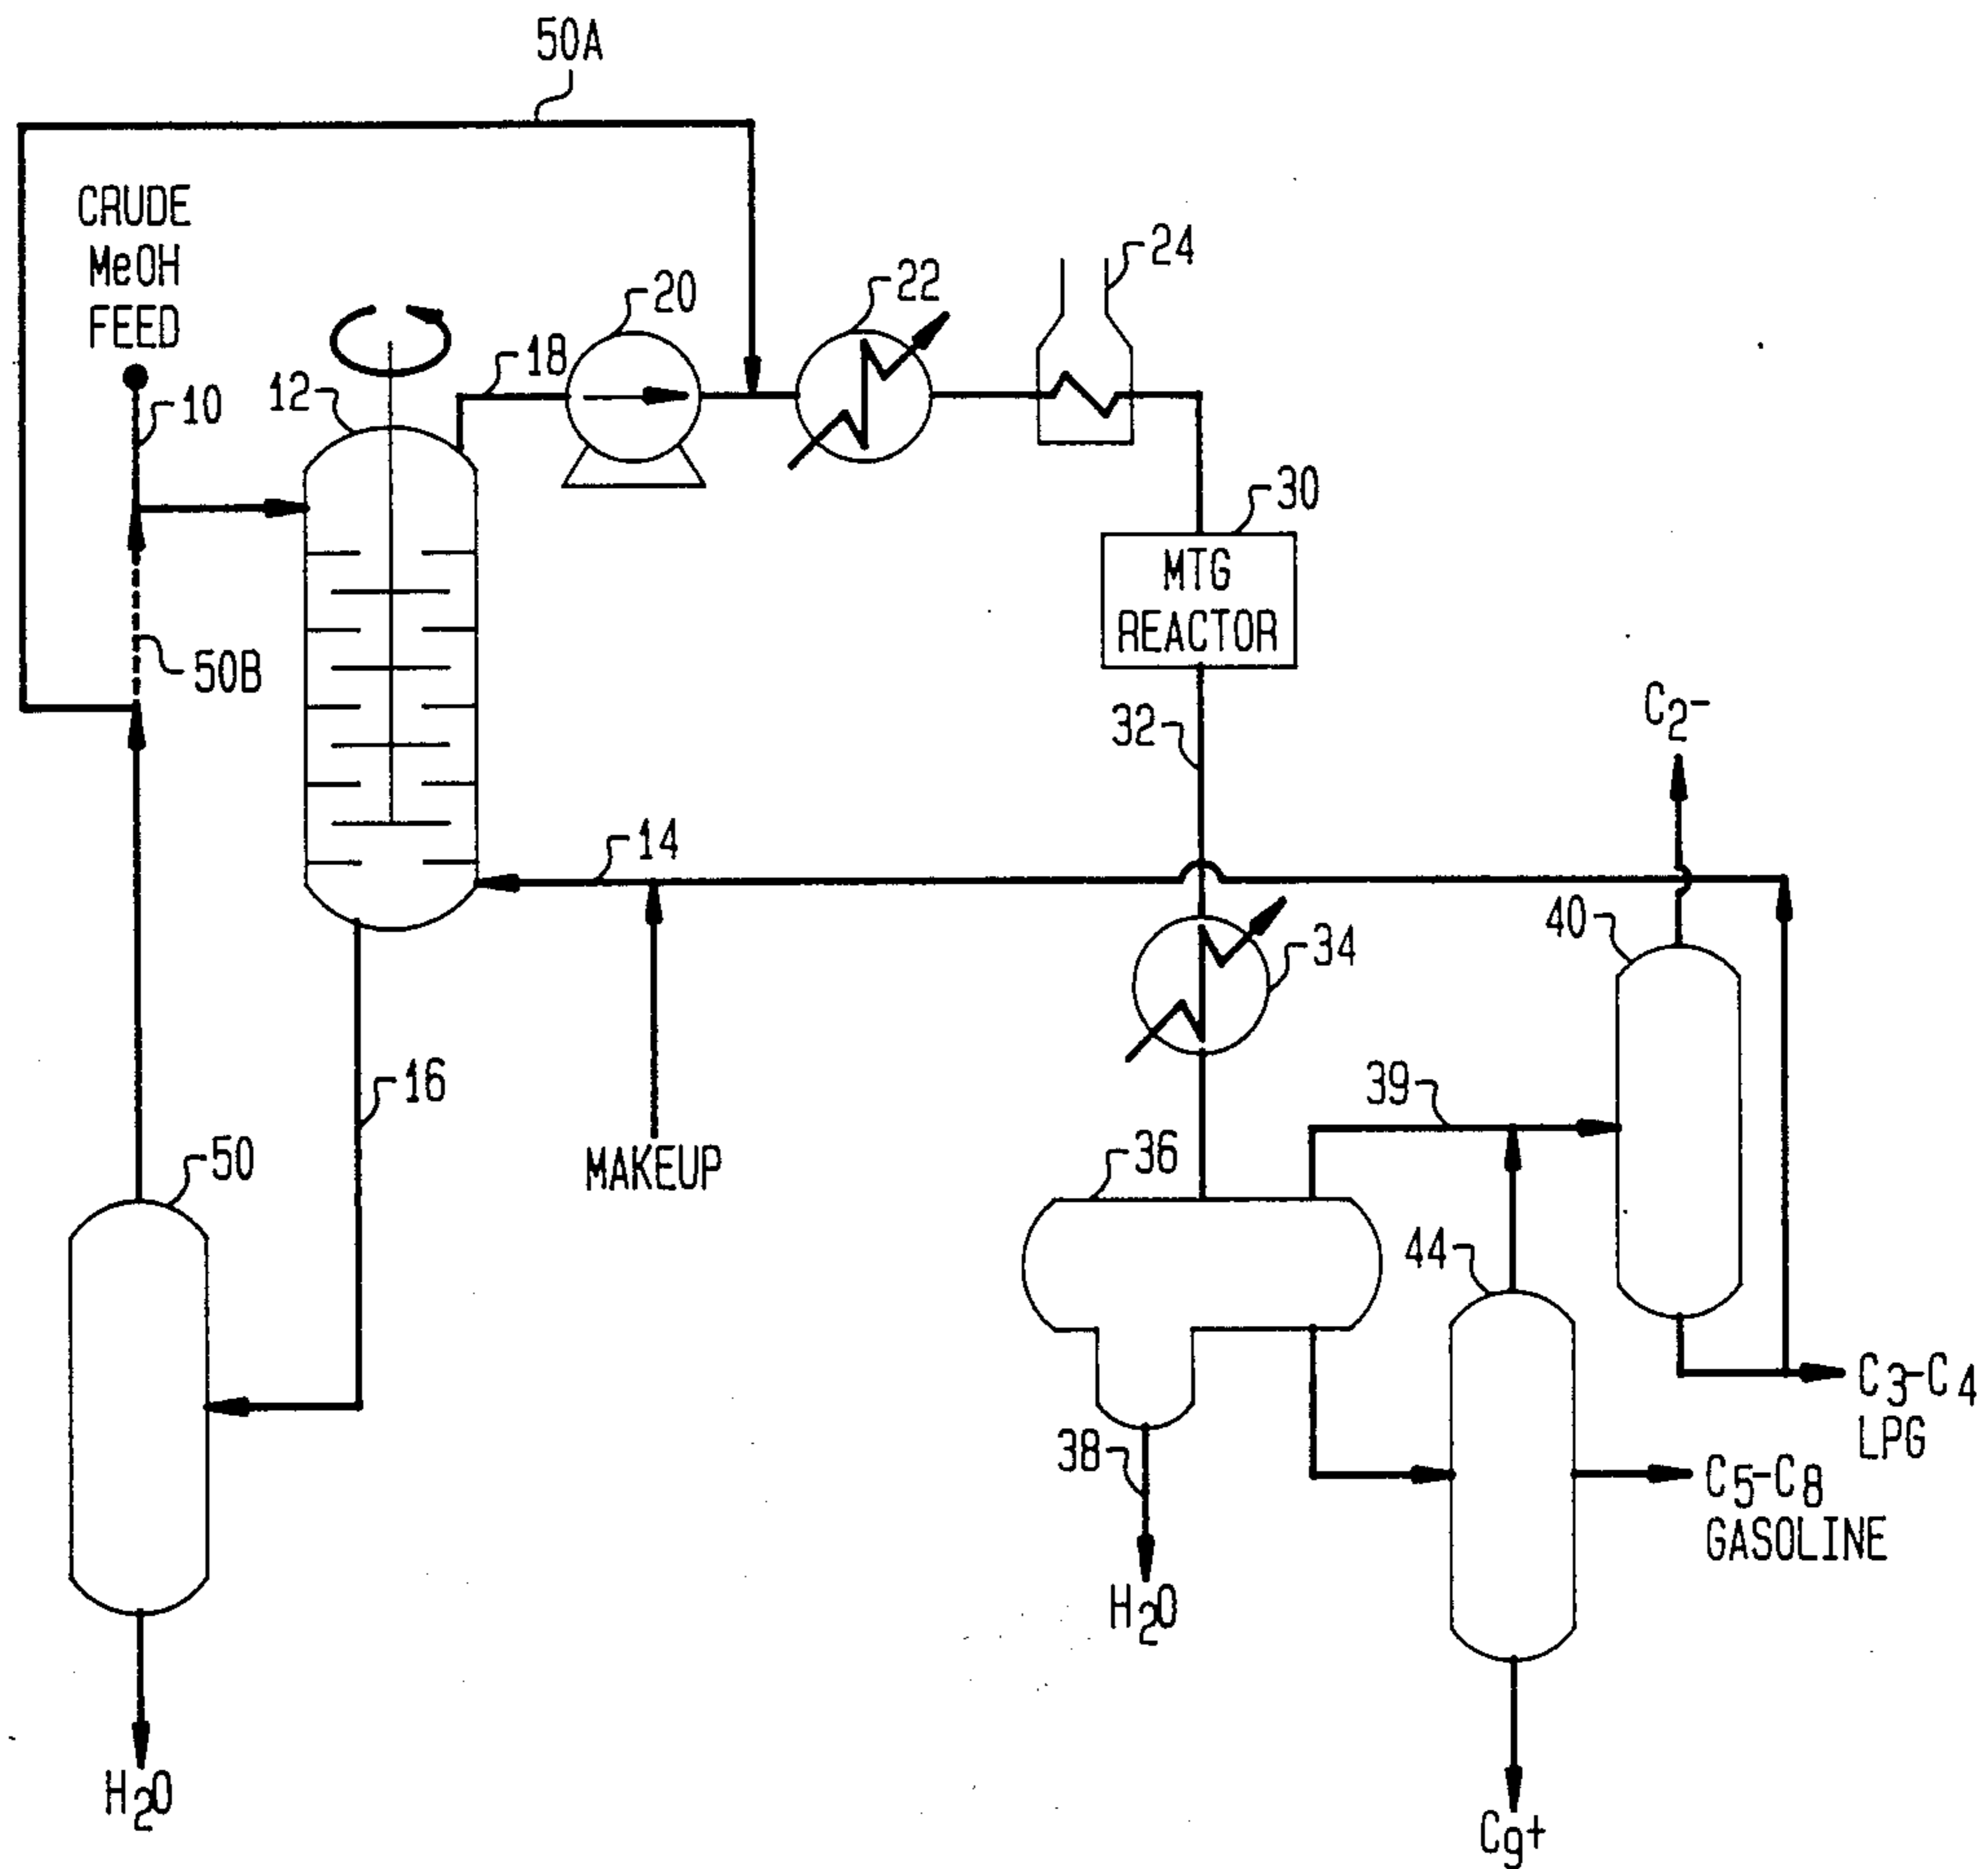 50A
CRUDE
MeOH
FEED
10
12
18
20
22
24
30
MTG
REACTOR
50B
32
C2-
14
40
34
16
39
MAKEUP
36
50
44
C3-C4
LPG
38
C5-C8
GASOLINE
H2O
H2O
C9+